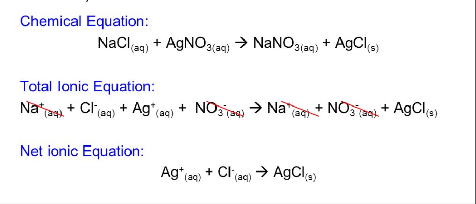 Chemical Equation:
NaCl(aq) + AgNO3(aq) → NaNO3(aq) + AgCl(s)
Total Ionic Equation:
Na+(aq) + Cl-(aq) + Ag+(aq) + NO3-(aq) → Na+(aq) + NO3-(aq) + AgCl(s)
Net ionic Equation:
Ag+(aq) + Cl-(aq) → AgCl(s)